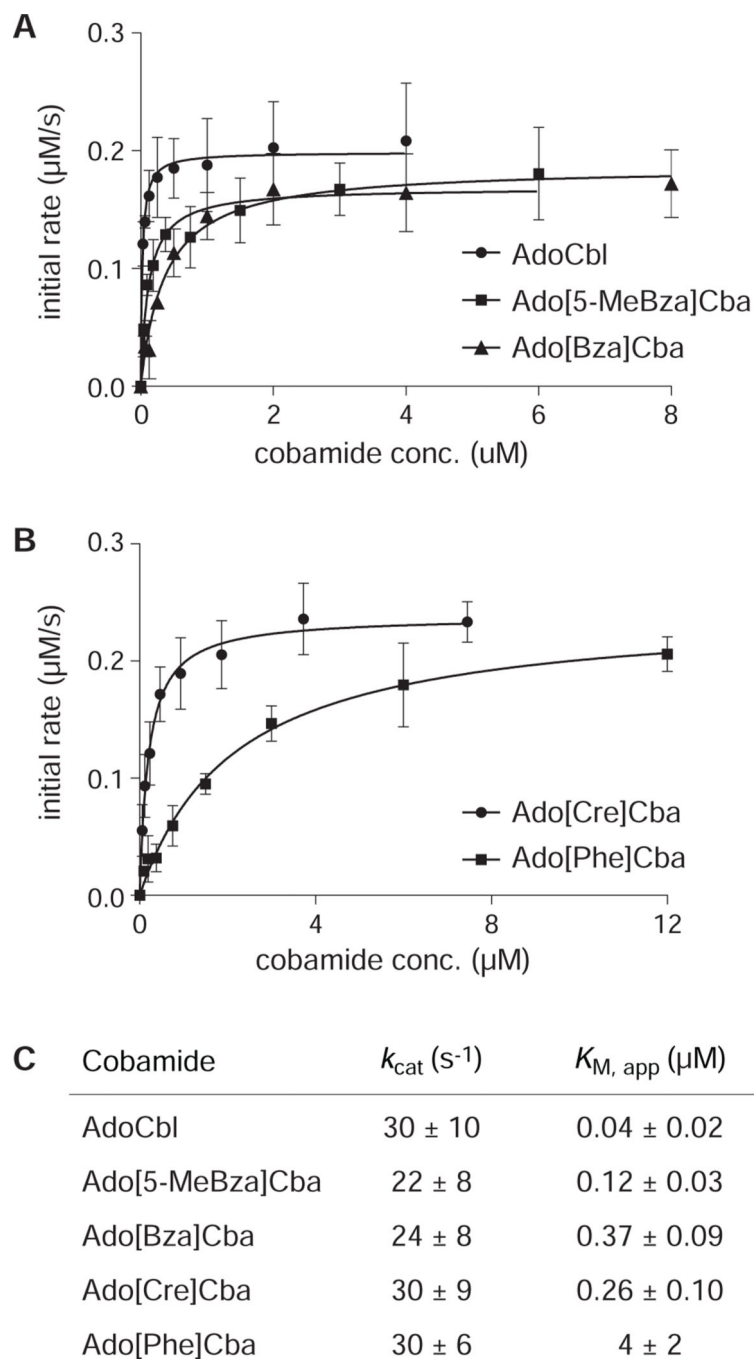 A
0.3
0.2
0.1
0.0
initial rate (µM/s)
AdoCbl
Ado[5-MeBza]Cba
Ado[Bza]Cba
0 2 4 6 8
cobamide conc. (uM)
B
0.3
0.2
0.1
0.0
initial rate (µM/s)
Ado[Cre]Cba
Ado[Phe]Cba
0 4 8 12
cobamide conc. (µM)
C Cobamide kcat (s-1) KM, app (µM)
AdoCbl 30 ± 10 0.04 ± 0.02
Ado[5-MeBza]Cba 22 ± 8 0.12 ± 0.03
Ado[Bza]Cba 24 ± 8 0.37 ± 0.09
Ado[Cre]Cba 30 ± 9 0.26 ± 0.10
Ado[Phe]Cba 30 ± 6 4 ± 2